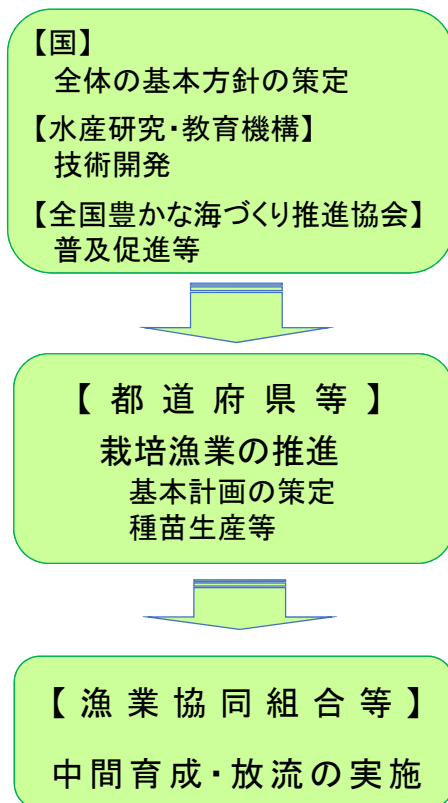 【国】
全体の基本方針の策定
【水産研究・教育機構】
技術開発
【全国豊かな海づくり推進協会】
普及促進等
【都道府県等】
栽培漁業の推進
基本計画の策定
種苗生産等
【漁業協同組合等】
中間育成・放流の実施